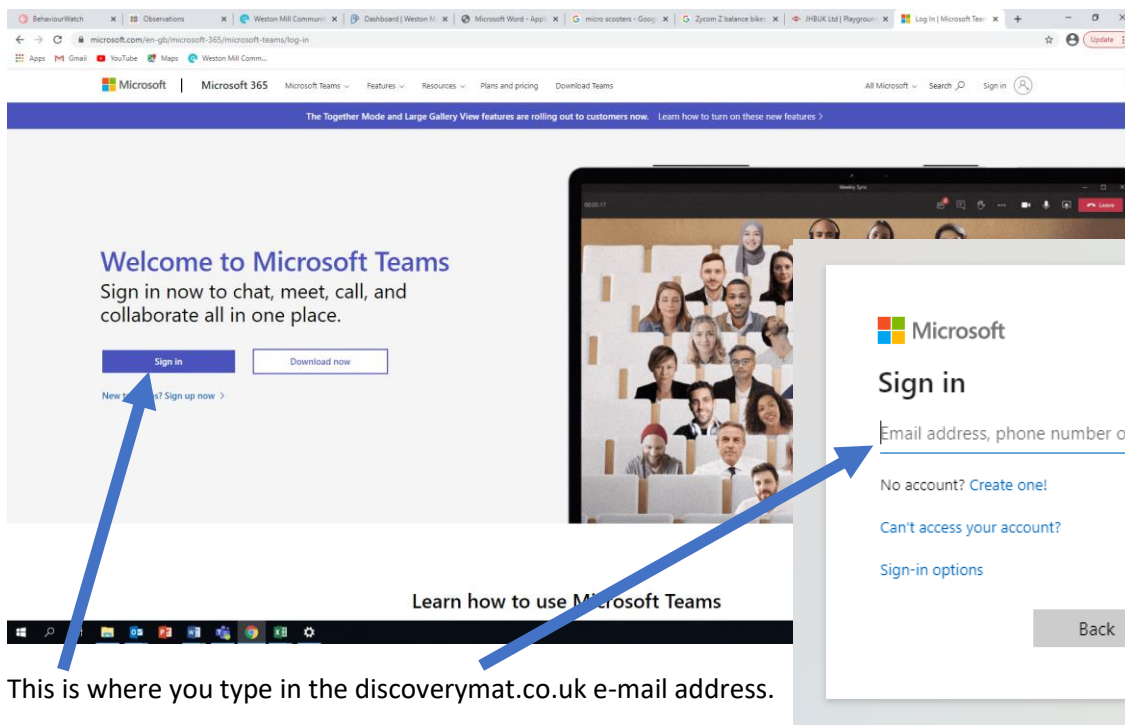 BehaviourWatch
Observations
Weston Mill Communit
Dashboard | Weston M
Microsoft Word - Appli
micro scooters - Goog
Zycom Z balance bikes
JHBUK Ltd | Playgroun
Log In | Microsoft Team
microsoft.com/en-gb/microsoft-365/microsoft-teams/log-in
Update
Apps Gmail YouTube Maps Weston Mill Comm...
Microsoft Microsoft 365 Microsoft Teams Features Resources Plans and pricing Download Teams All Microsoft Search Sign in
The Together Mode and Large Gallery View features are rolling out to customers now. Learn how to turn on these new features >
Weekly Sync
00:05:17 Leave
Welcome to Microsoft Teams
Sign in now to chat, meet, call, and
collaborate all in one place.
Sign in Download now
New t s? Sign up now >
Microsoft
Sign in
Email address, phone number o
No account? Create one!
Can't access your account?
Sign-in options
Back
Learn how to use Microsoft Teams
This is where you type in the discoverymat.co.uk e-mail address.